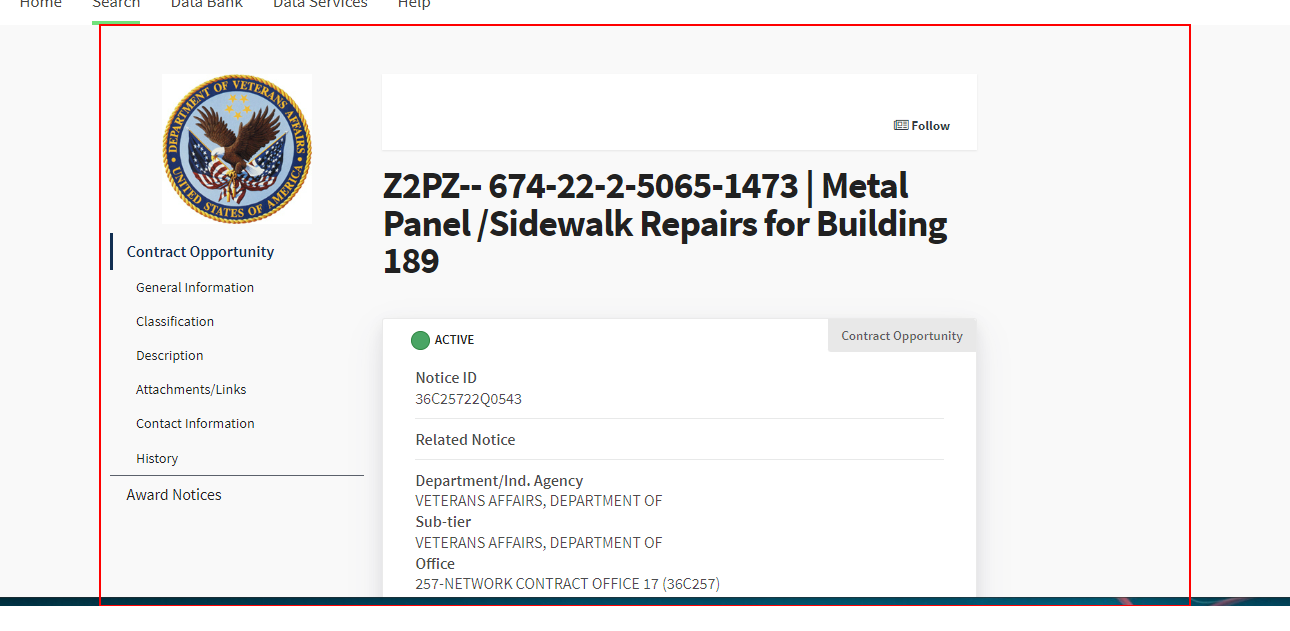 Home Search Data Bank Data Services Help
DEPARTMENT OF VETERANS AFFAIRS
UNITED STATES OF AMERICA
Follow
Z2PZ-- 674-22-2-5065-1473 | Metal
Panel /Sidewalk Repairs for Building
189
Contract Opportunity
General Information
Classification
Description
Attachments/Links
Contact Information
History
Award Notices
ACTIVE
Contract Opportunity
Notice ID
36C25722Q0543
Related Notice
Department/Ind. Agency
VETERANS AFFAIRS, DEPARTMENT OF
Sub-tier
VETERANS AFFAIRS, DEPARTMENT OF
Office
257-NETWORK CONTRACT OFFICE 17 (36C257)